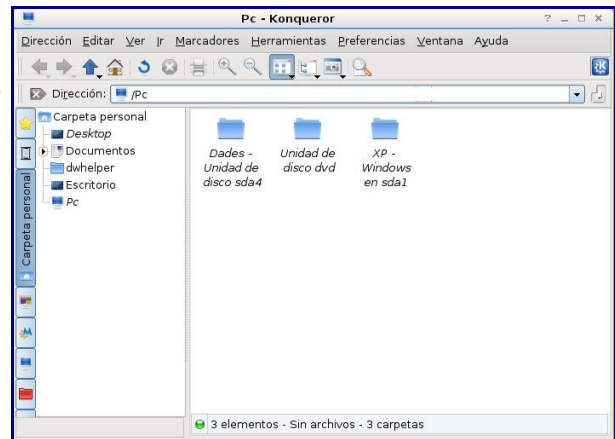 Pc - Konqueror
Dirección Editar Ver Ir Marcadores Herramientas Preferencias Ventana Ayuda
Dirección: /Pc
Carpeta personal
Desktop
Documentos
dwhelper
Escritorio
Pc
Carpeta personal
Dades -
Unidad de
disco sda4
Unidad de
disco dvd
XP -
Windows
en sda1
3 elementos - Sin archivos - 3 carpetas